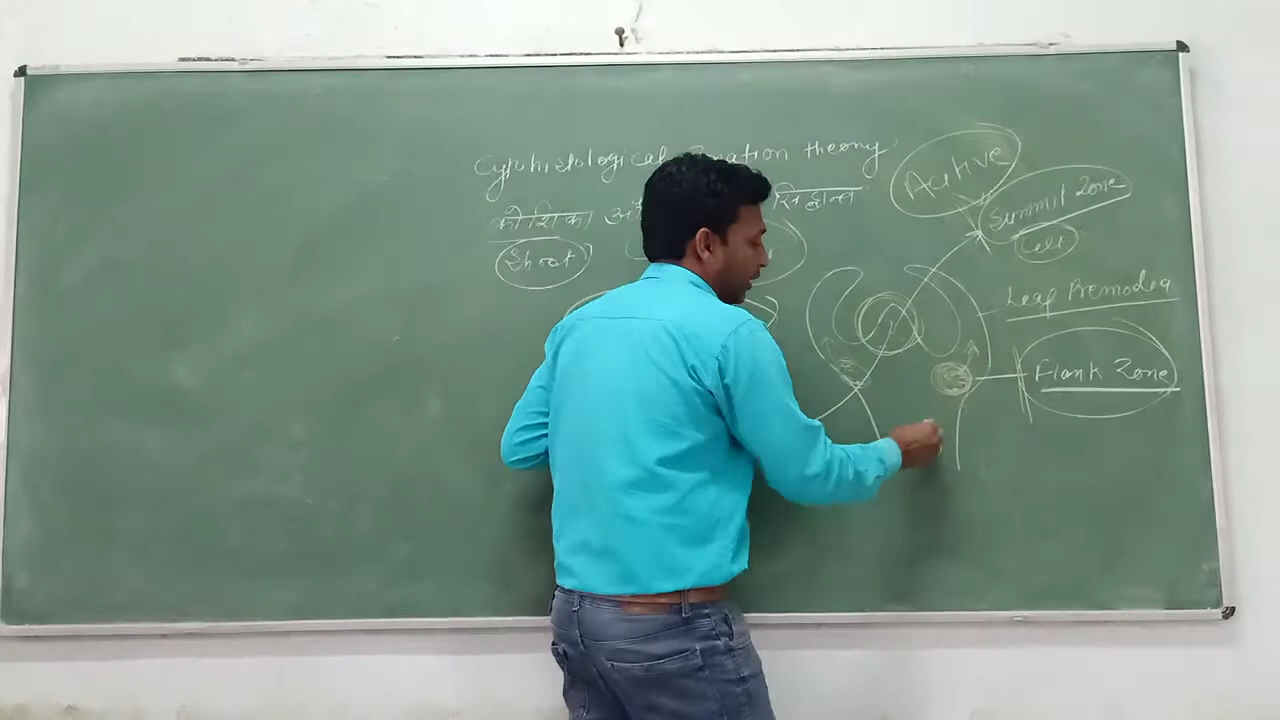 Cytohistological theory
कोशिका
Shoot
Active
Summit Zone
Cell
Leaf Premodea
Flank Zone